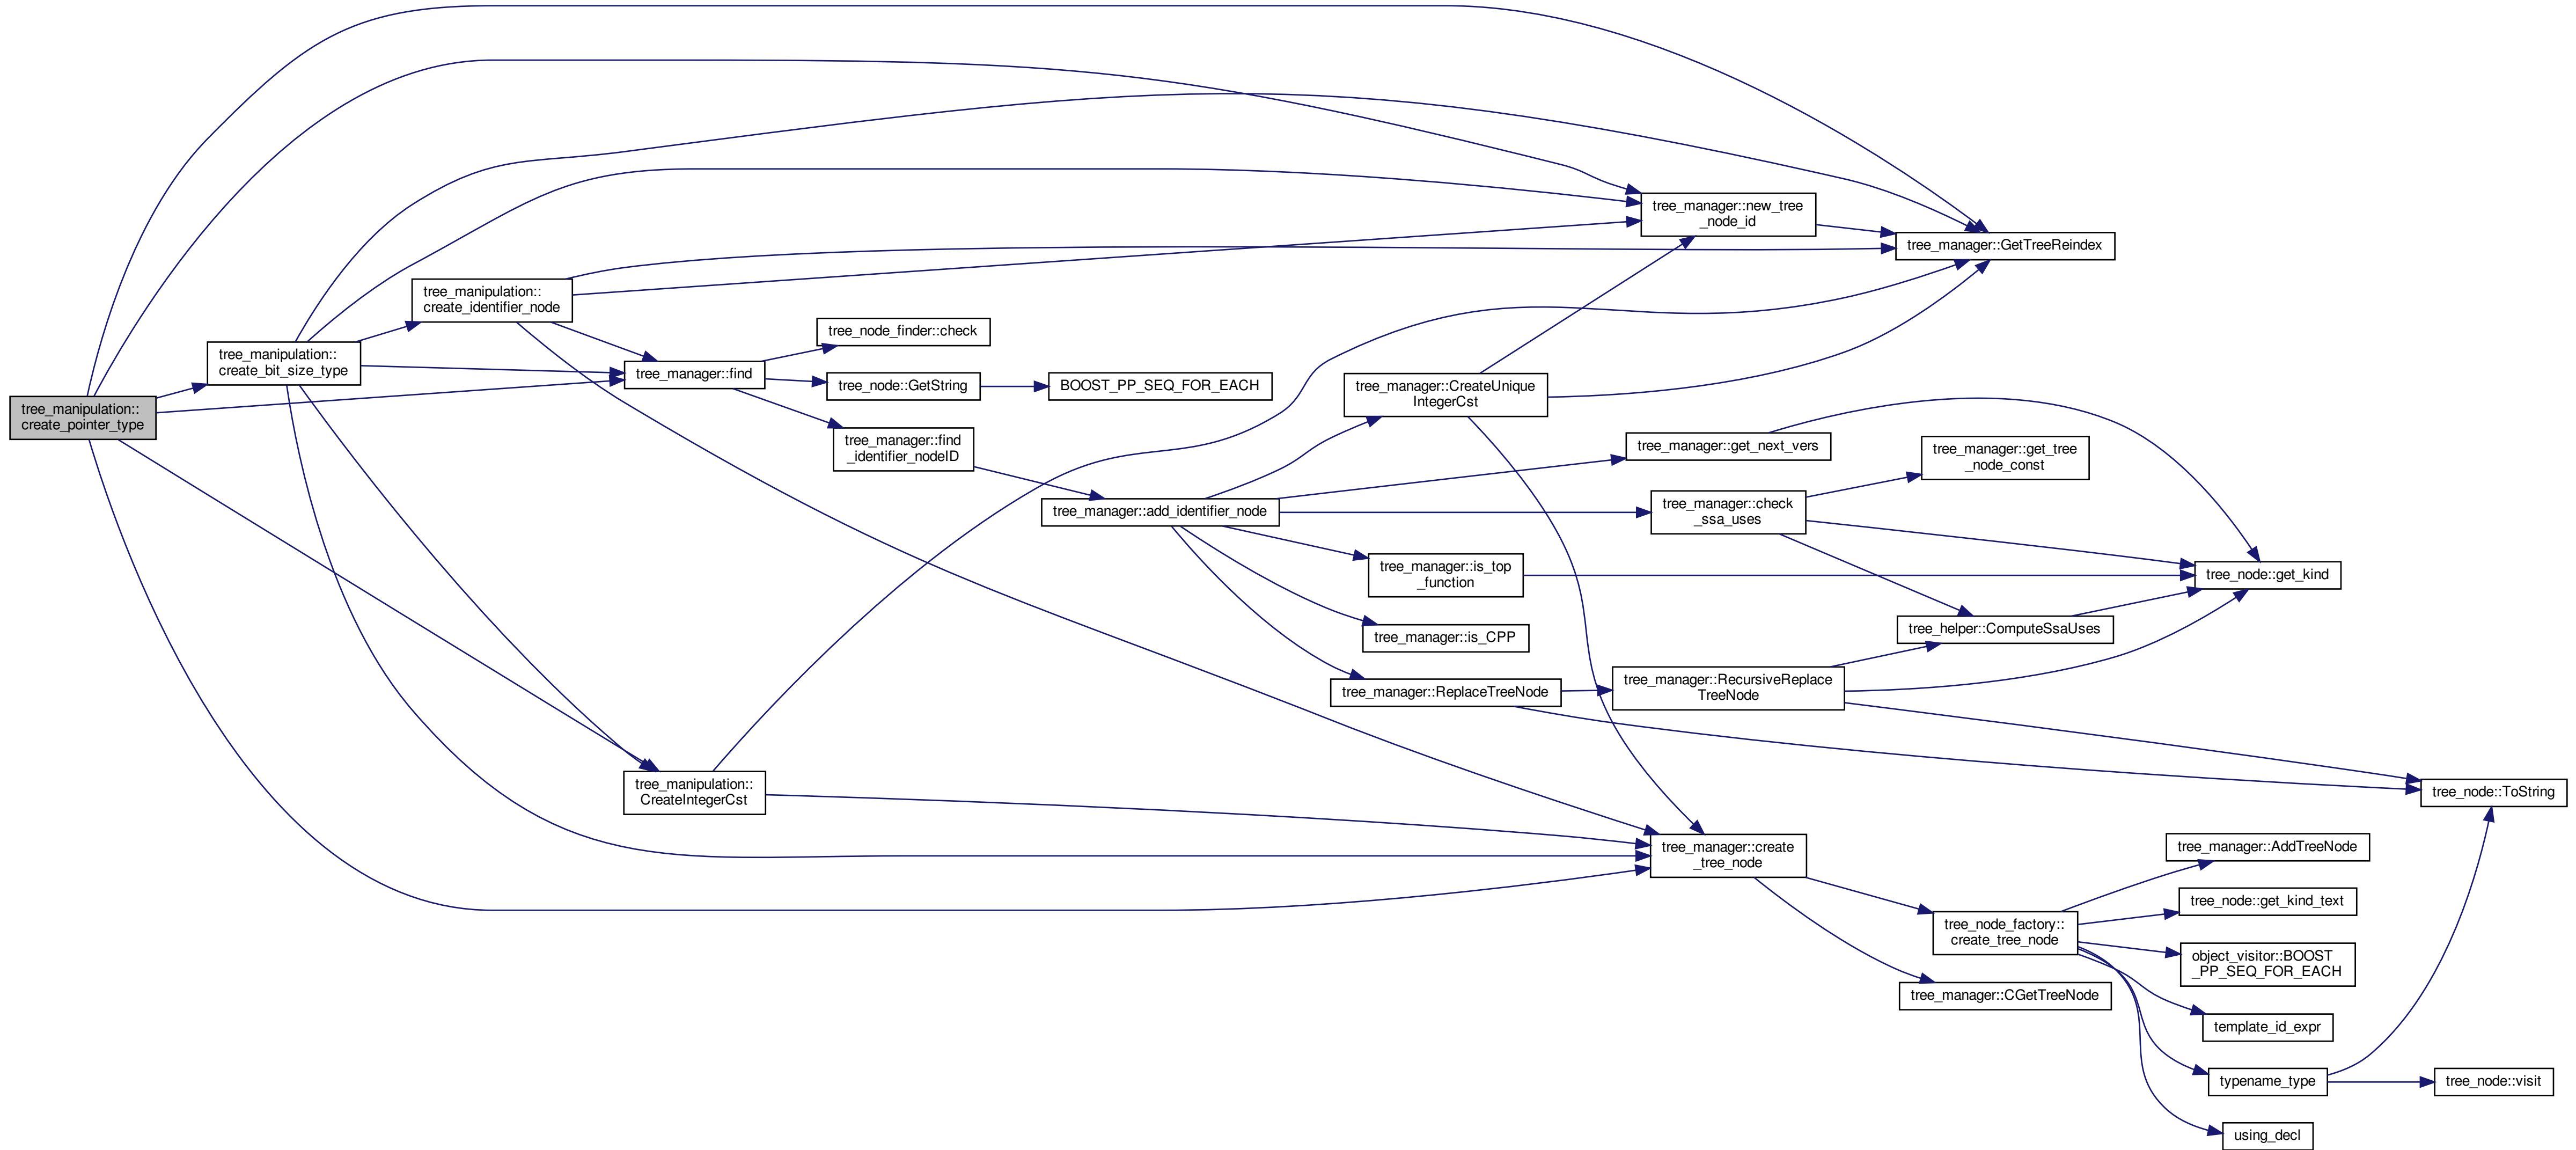 tree_manipulation::
create_pointer_type
tree_manipulation::
create_bit_size_type
tree_manipulation::
create_identifier_node
tree_manager::find
tree_manipulation::
CreateIntegerCst
tree_node_finder::check
tree_node::GetString
tree_manager::find
_identifier_nodeID
BOOST_PP_SEQ_FOR_EACH
tree_manager::add_identifier_node
tree_manager::CreateUnique
IntegerCst
tree_manager::is_top
_function
tree_manager::is_CPP
tree_manager::ReplaceTreeNode
tree_manager::new_tree
_node_id
tree_manager::get_next_vers
tree_manager::check
_ssa_uses
tree_manager::RecursiveReplace
TreeNode
tree_manager::create
_tree_node
tree_manager::GetTreeReindex
tree_manager::get_tree
_node_const
tree_helper::ComputeSsaUses
tree_node_factory::
create_tree_node
tree_manager::CGetTreeNode
tree_node::get_kind
tree_manager::AddTreeNode
tree_node::get_kind_text
object_visitor::BOOST
_PP_SEQ_FOR_EACH
template_id_expr
typename_type
using_decl
tree_node::ToString
tree_node::visit